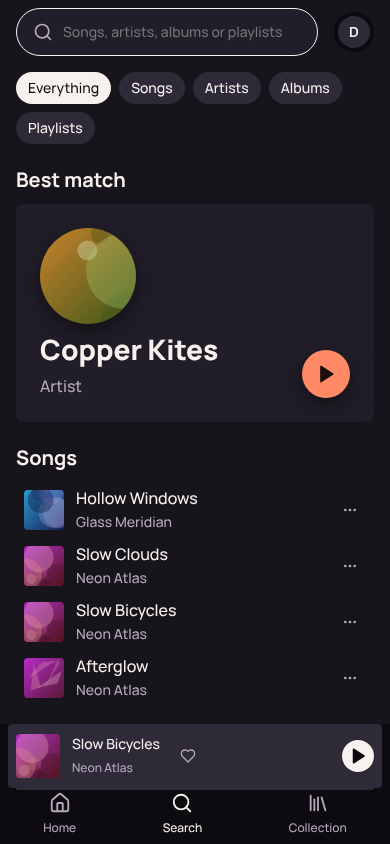 Songs, artists, albums or playlists
D
Everything
Songs
Artists
Albums
Playlists
Best match
Copper Kites
Artist
Songs
Hollow Windows
Glass Meridian
Slow Clouds
Neon Atlas
Slow Bicycles
Neon Atlas
Afterglow
Neon Atlas
Slow Bicycles
Neon Atlas
Home
Search
Collection